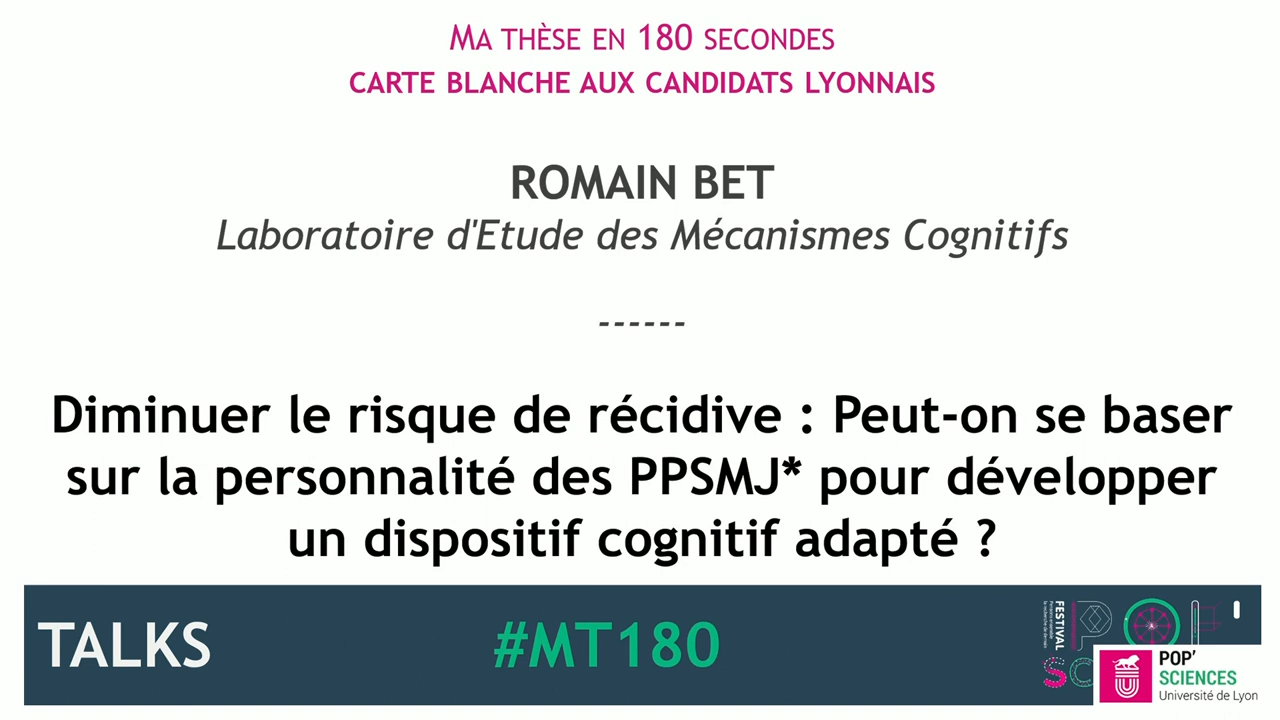 MA THÈSE EN 180 SECONDES
CARTE BLANCHE AUX CANDIDATS LYONNAIS
ROMAIN BET
Laboratoire d'Etude des Mécanismes Cognitifs
------
Diminuer le risque de récidive : Peut-on se baser
sur la personnalité des PPSMJ* pour développer
un dispositif cognitif adapté ?
TALKS
#MT180
FESTIVAL
POP'
SC
POP'
SCIENCES
Université de Lyon